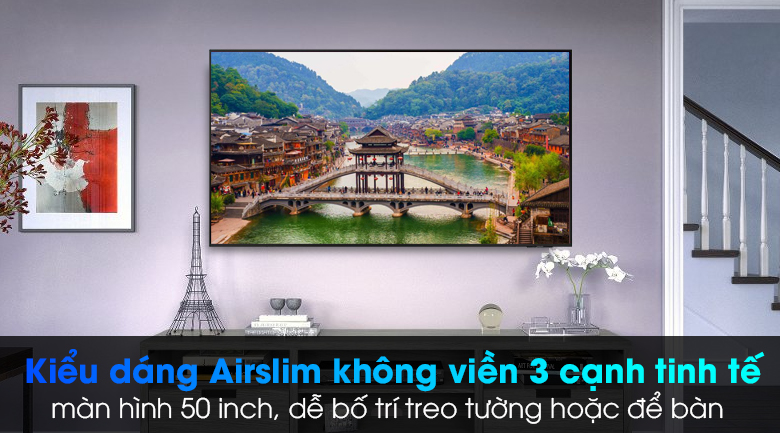 Kiểu dáng Airslim không viền 3 cạnh tinh tế
màn hình 50 inch, dễ bố trí treo tường hoặc để bàn